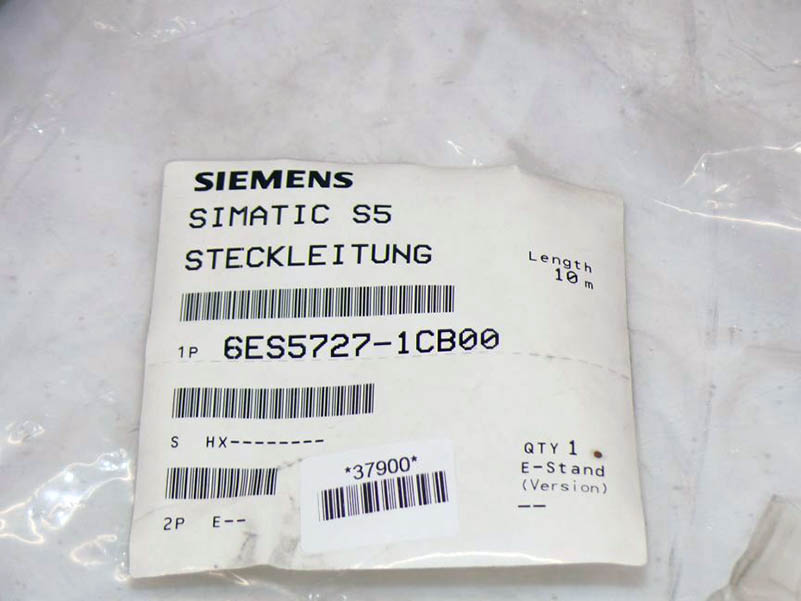 SIEMENS
SIMATIC S5
STECKLEITUNG
Length
10 m
1P 6ES5727-1CB00
S HX--------
QTY 1
E-Stand
(Version)
--
*37900*
2P E--